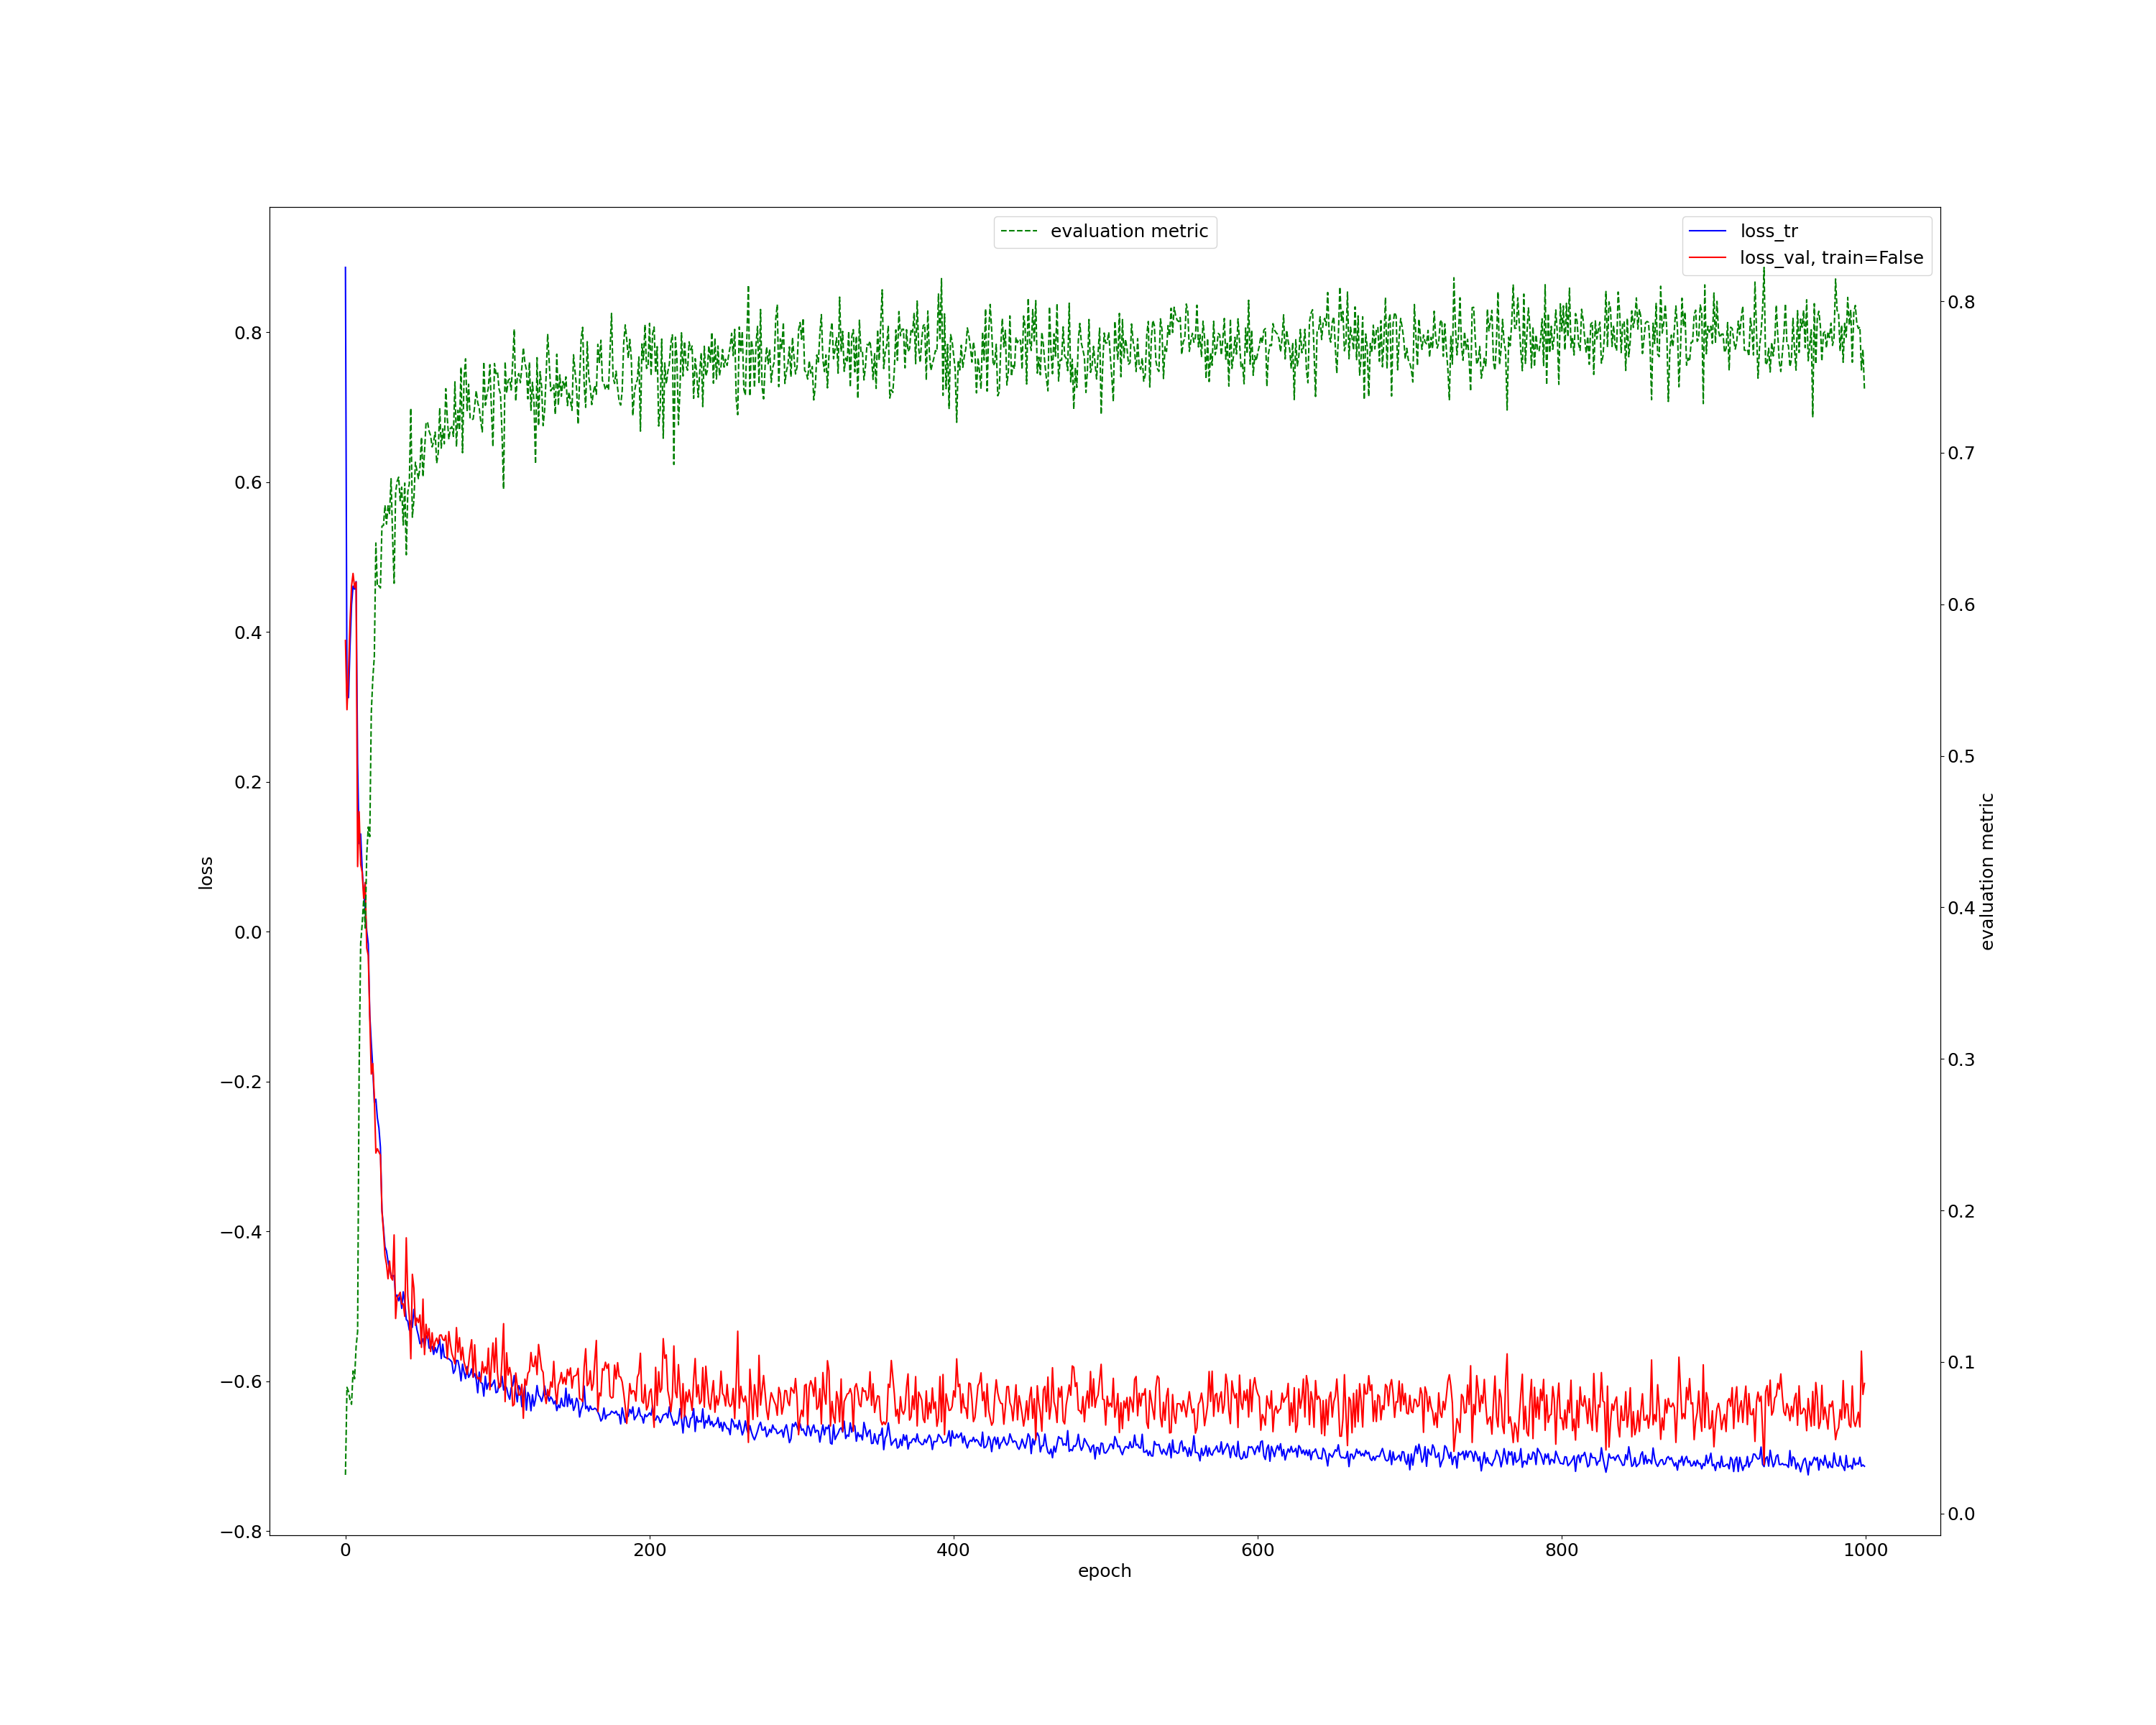 evaluation metric
loss_tr
loss_val, train=False
0.8
0.6
0.4
0.2
0.0
−0.2
−0.4
−0.6
−0.8
loss
0.8
0.7
0.6
0.5
0.4
0.3
0.2
0.1
0.0
evaluation metric
0 200 400 600 800 1000
epoch